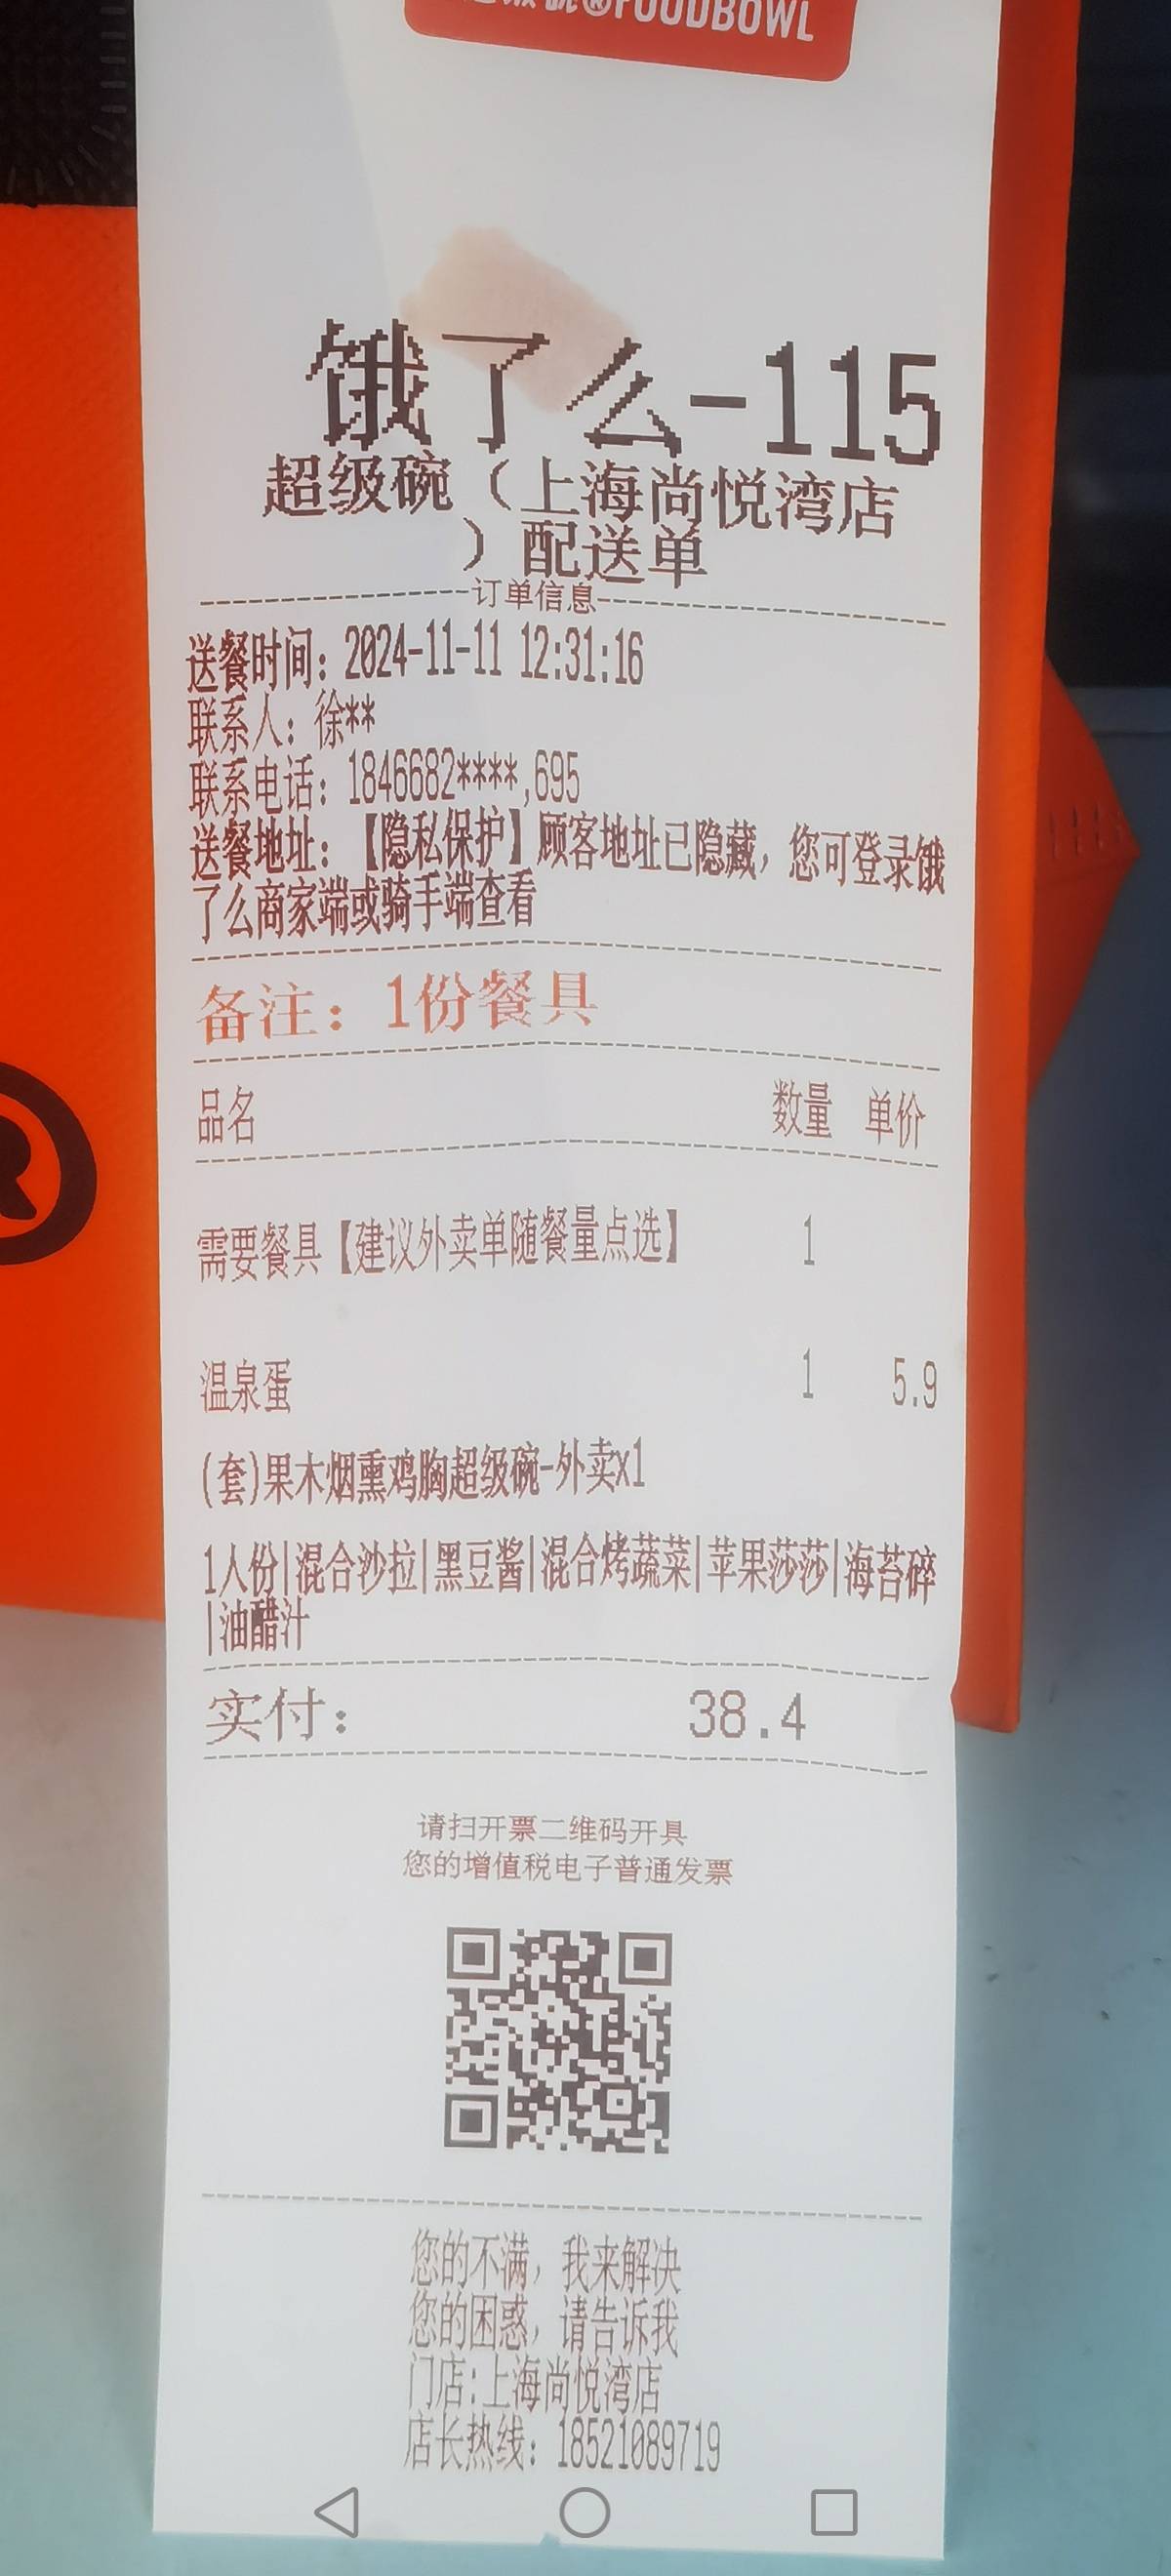 ®FOODBOWL
饿了么-115
超级碗（上海尚悦湾店
）配送单
订单信息
送餐时间：2024-11-11 12:31:16
联系人：徐**
联系电话：1846682****,695
送餐地址：【隐私保护】顾客地址已隐藏，您可登录饿
了么商家端或骑手端查看
备注：1份餐具
品名 数量 单价
需要餐具【建议外卖单随餐量点选】 1
温泉蛋 1 5.9
(套)果木烟熏鸡胸超级碗-外卖x1
1人份|混合沙拉|黑豆酱|混合烤蔬菜|苹果莎莎|海苔碎
|油醋汁
实付： 38.4
请扫开票二维码开具
您的增值税电子普通发票
您的不满，我来解决
您的困惑，请告诉我
门店:上海尚悦湾店
店长热线：18521089719